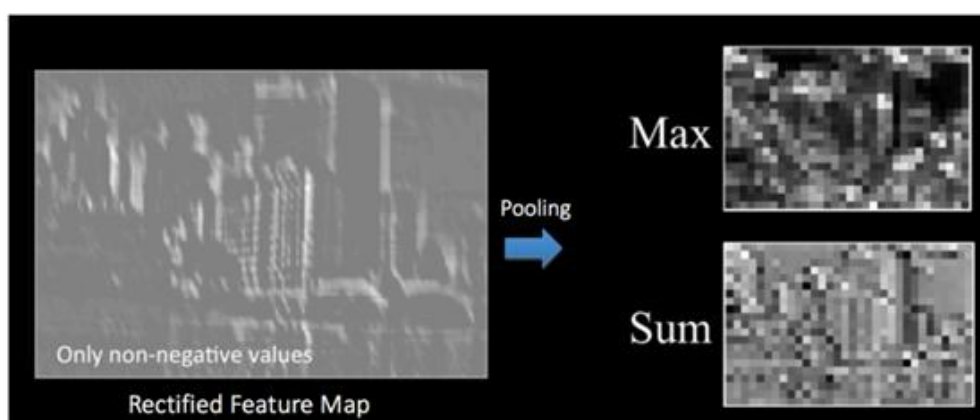 Only non-negative values
Rectified Feature Map
Pooling
Max
Sum